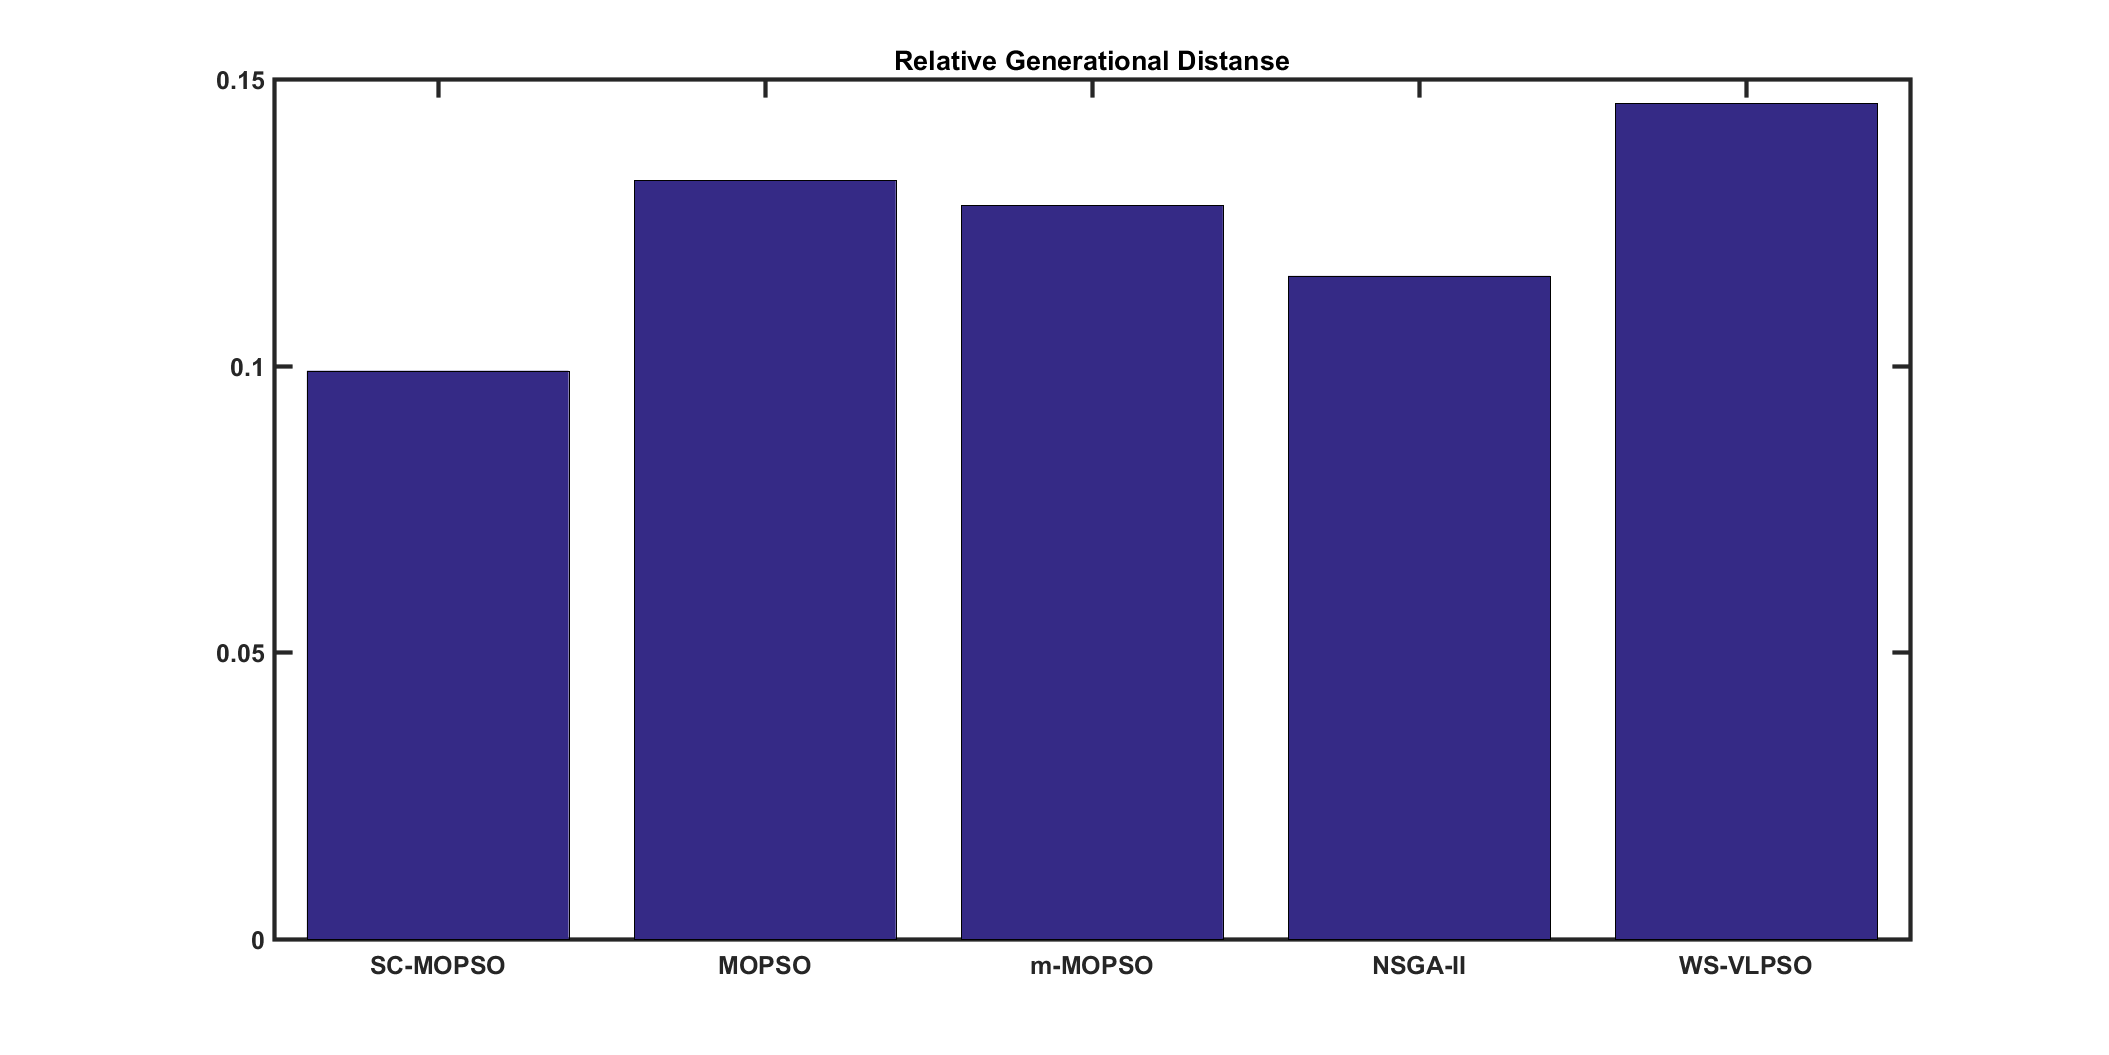 Relative Generational Distanse
0.15
0.1
0.05
0
SC-MOPSO MOPSO m-MOPSO NSGA-II WS-VLPSO